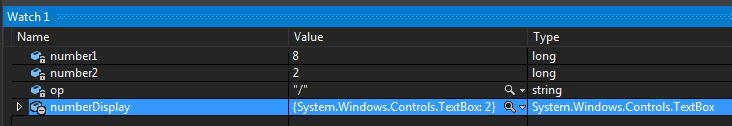 Watch 1
Name Value Type
number1 8 long
number2 2 long
op "/" string
numberDisplay {System.Windows.Controls.TextBox: 2} System.Windows.Controls.TextBox